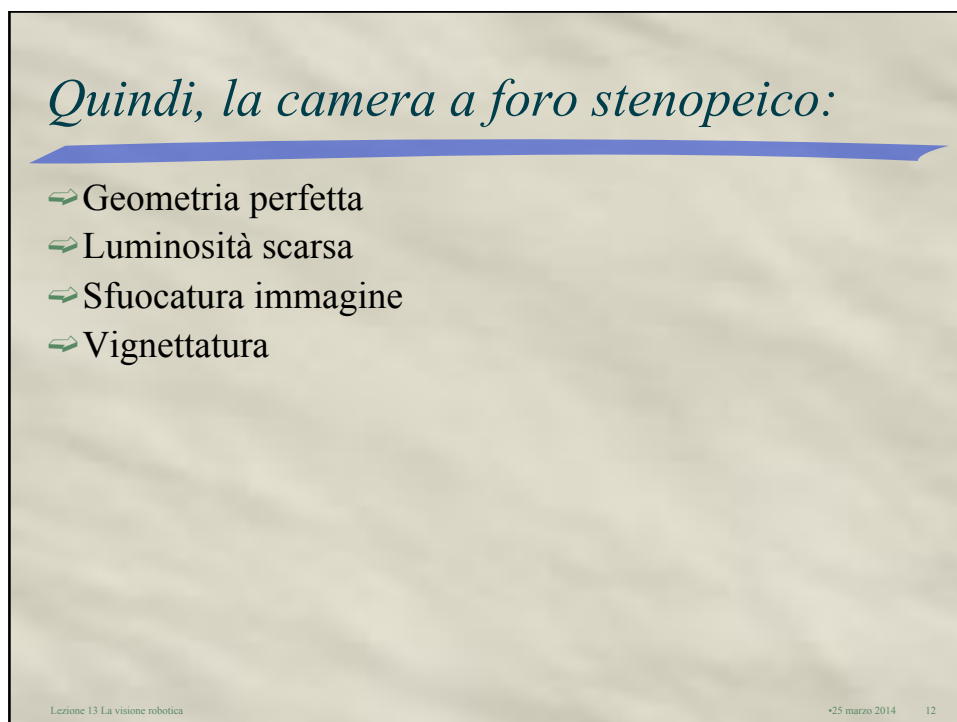 Quindi, la camera a foro stenopeico:
➫Geometria perfetta
➫Luminosità scarsa
➫Sfuocatura immagine
➫Vignettatura
Lezione 13 La visione robotica •25 marzo 2014 12